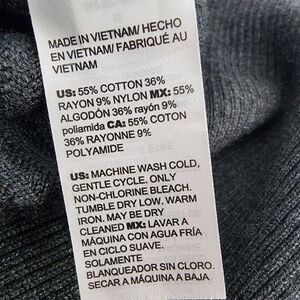 MADE IN VIETNAM/ HECHO
EN VIETNAM/ FABRIQUÉ AU
VIETNAM
US: 55% COTTON 36%
RAYON 9% NYLON MX: 55%
ALGODÓN 36% rayón 9%
poliamida CA: 55% COTON
36% RAYONNE 9%
POLYAMIDE
US: MACHINE WASH COLD,
GENTLE CYCLE. ONLY
NON-CHLORINE BLEACH.
TUMBLE DRY LOW. WARM
IRON. MAY BE DRY
CLEANED MX: LAVAR A
MÁQUINA CON AGUA FRÍA
EN CICLO SUAVE.
SOLAMENTE
BLANQUEADOR SIN CLORO.
SECAR A MÁQUINA A BAJA